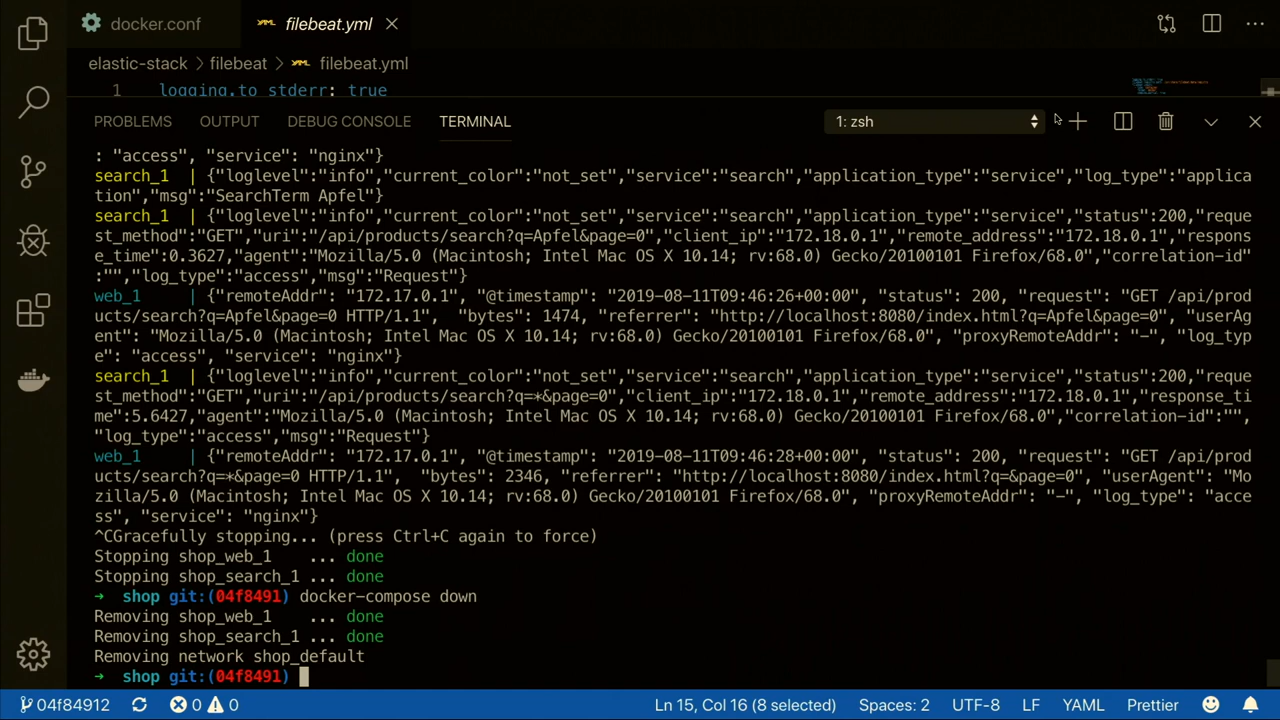 docker.conf
filebeat.yml
elastic-stack > filebeat > filebeat.yml
1 logging.to_stderr: true
PROBLEMS OUTPUT DEBUG CONSOLE TERMINAL 1: zsh
: "access", "service": "nginx"}
search_1 | {"loglevel":"info","current_color":"not_set","service":"search","application_type":"service","log_type":"applica
tion","msg":"SearchTerm Apfel"}
search_1 | {"loglevel":"info","current_color":"not_set","service":"search","application_type":"service","status":200,"reque
st_method":"GET","uri":"/api/products/search?q=Apfel&page=0","client_ip":"172.18.0.1","remote_address":"172.18.0.1","respons
e_time":0.3627,"agent":"Mozilla/5.0 (Macintosh; Intel Mac OS X 10.14; rv:68.0) Gecko/20100101 Firefox/68.0","correlation-id"
:"","log_type":"access","msg":"Request"}
web_1 | {"remoteAddr": "172.17.0.1", "@timestamp": "2019-08-11T09:46:26+00:00", "status": 200, "request": "GET /api/prod
ucts/search?q=Apfel&page=0 HTTP/1.1", "bytes": 1474, "referrer": "http://localhost:8080/index.html?q=Apfel&page=0", "userAg
ent": "Mozilla/5.0 (Macintosh; Intel Mac OS X 10.14; rv:68.0) Gecko/20100101 Firefox/68.0", "proxyRemoteAddr": "-", "log_typ
e": "access", "service": "nginx"}
search_1 | {"loglevel":"info","current_color":"not_set","service":"search","application_type":"service","status":200,"reque
st_method":"GET","uri":"/api/products/search?q=*&page=0","client_ip":"172.18.0.1","remote_address":"172.18.0.1","response_ti
me":5.6427,"agent":"Mozilla/5.0 (Macintosh; Intel Mac OS X 10.14; rv:68.0) Gecko/20100101 Firefox/68.0","correlation-id":"",
"log_type":"access","msg":"Request"}
web_1 | {"remoteAddr": "172.17.0.1", "@timestamp": "2019-08-11T09:46:28+00:00", "status": 200, "request": "GET /api/prod
ucts/search?q=*&page=0 HTTP/1.1", "bytes": 2346, "referrer": "http://localhost:8080/index.html?q=&page=0", "userAgent": "Mo
zilla/5.0 (Macintosh; Intel Mac OS X 10.14; rv:68.0) Gecko/20100101 Firefox/68.0", "proxyRemoteAddr": "-", "log_type": "acce
ss", "service": "nginx"}
^CGracefully stopping... (press Ctrl+C again to force)
Stopping shop_web_1 ... done
Stopping shop_search_1 ... done
→ shop git:(04f8491) docker-compose down
Removing shop_web_1 ... done
Removing shop_search_1 ... done
Removing network shop_default
→ shop git:(04f8491)
04f84912 0 0 Ln 15, Col 16 (8 selected) Spaces: 2 UTF-8 LF YAML Prettier